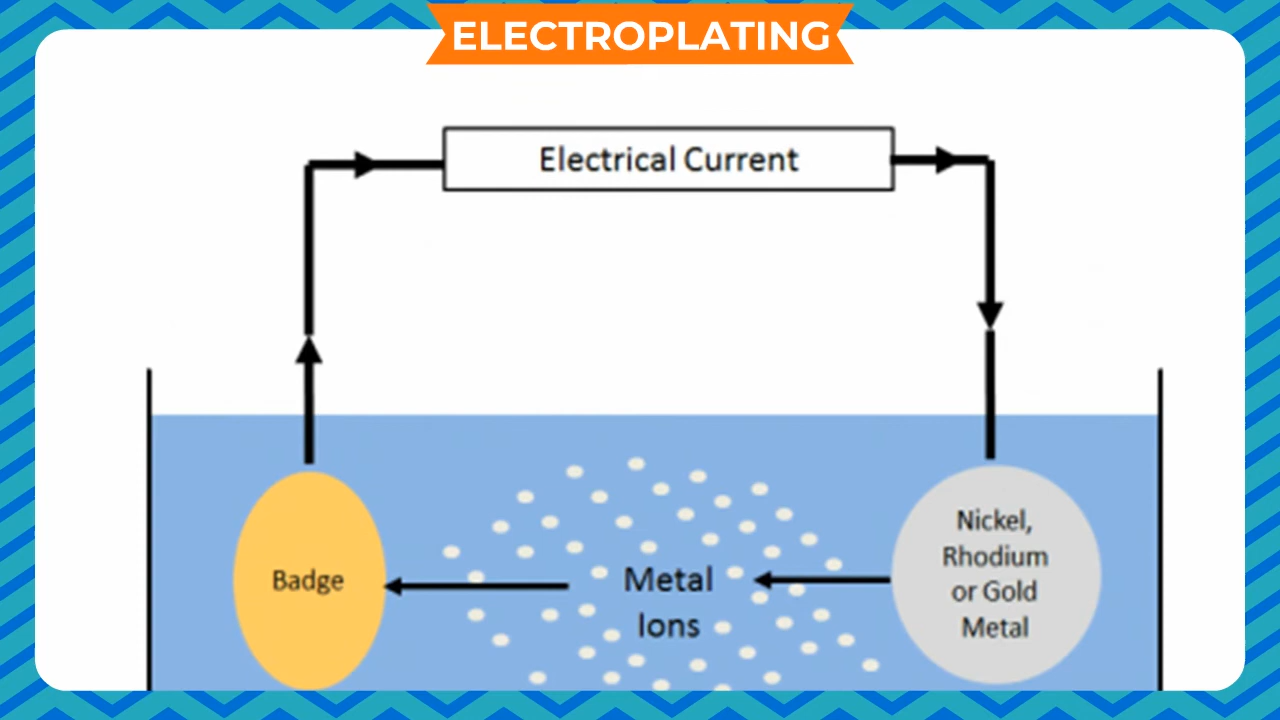 ELECTROPLATING
Electrical Current
Badge
Metal
Ions
Nickel,
Rhodium
or Gold
Metal